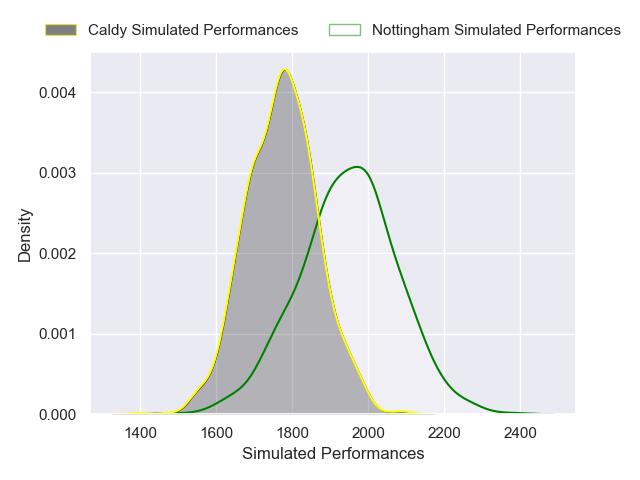 Caldy Simulated Performances
Nottingham Simulated Performances
0.004
0.003
0.002
0.001
0.000
Density
1400 1600 1800 2000 2200 2400
Simulated Performances